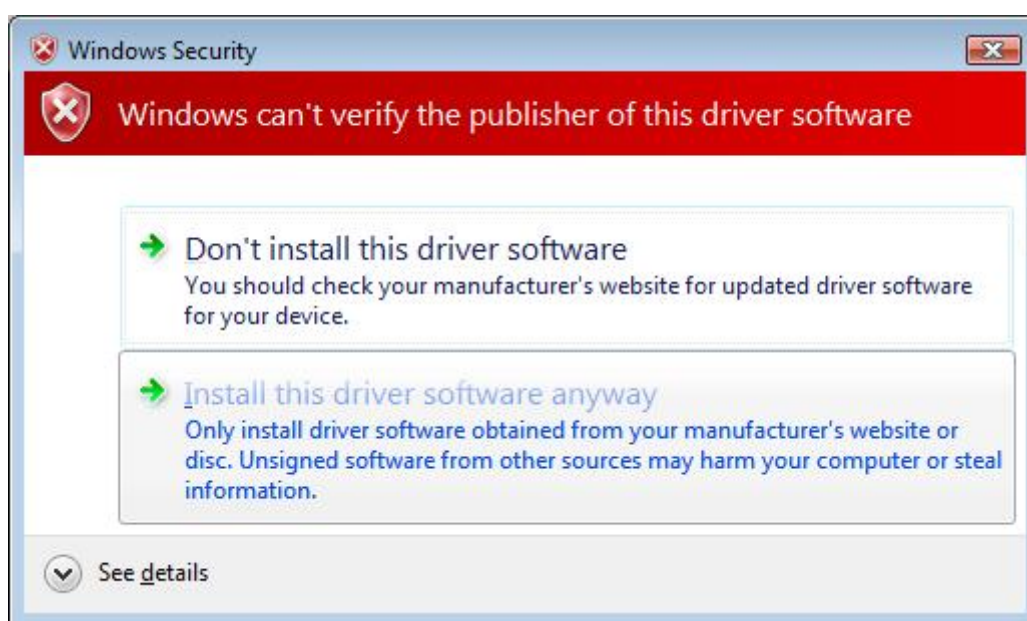 Windows Security
Windows can't verify the publisher of this driver software
Don't install this driver software
You should check your manufacturer's website for updated driver software
for your device.
Install this driver software anyway
Only install driver software obtained from your manufacturer's website or
disc. Unsigned software from other sources may harm your computer or steal
information.
See details